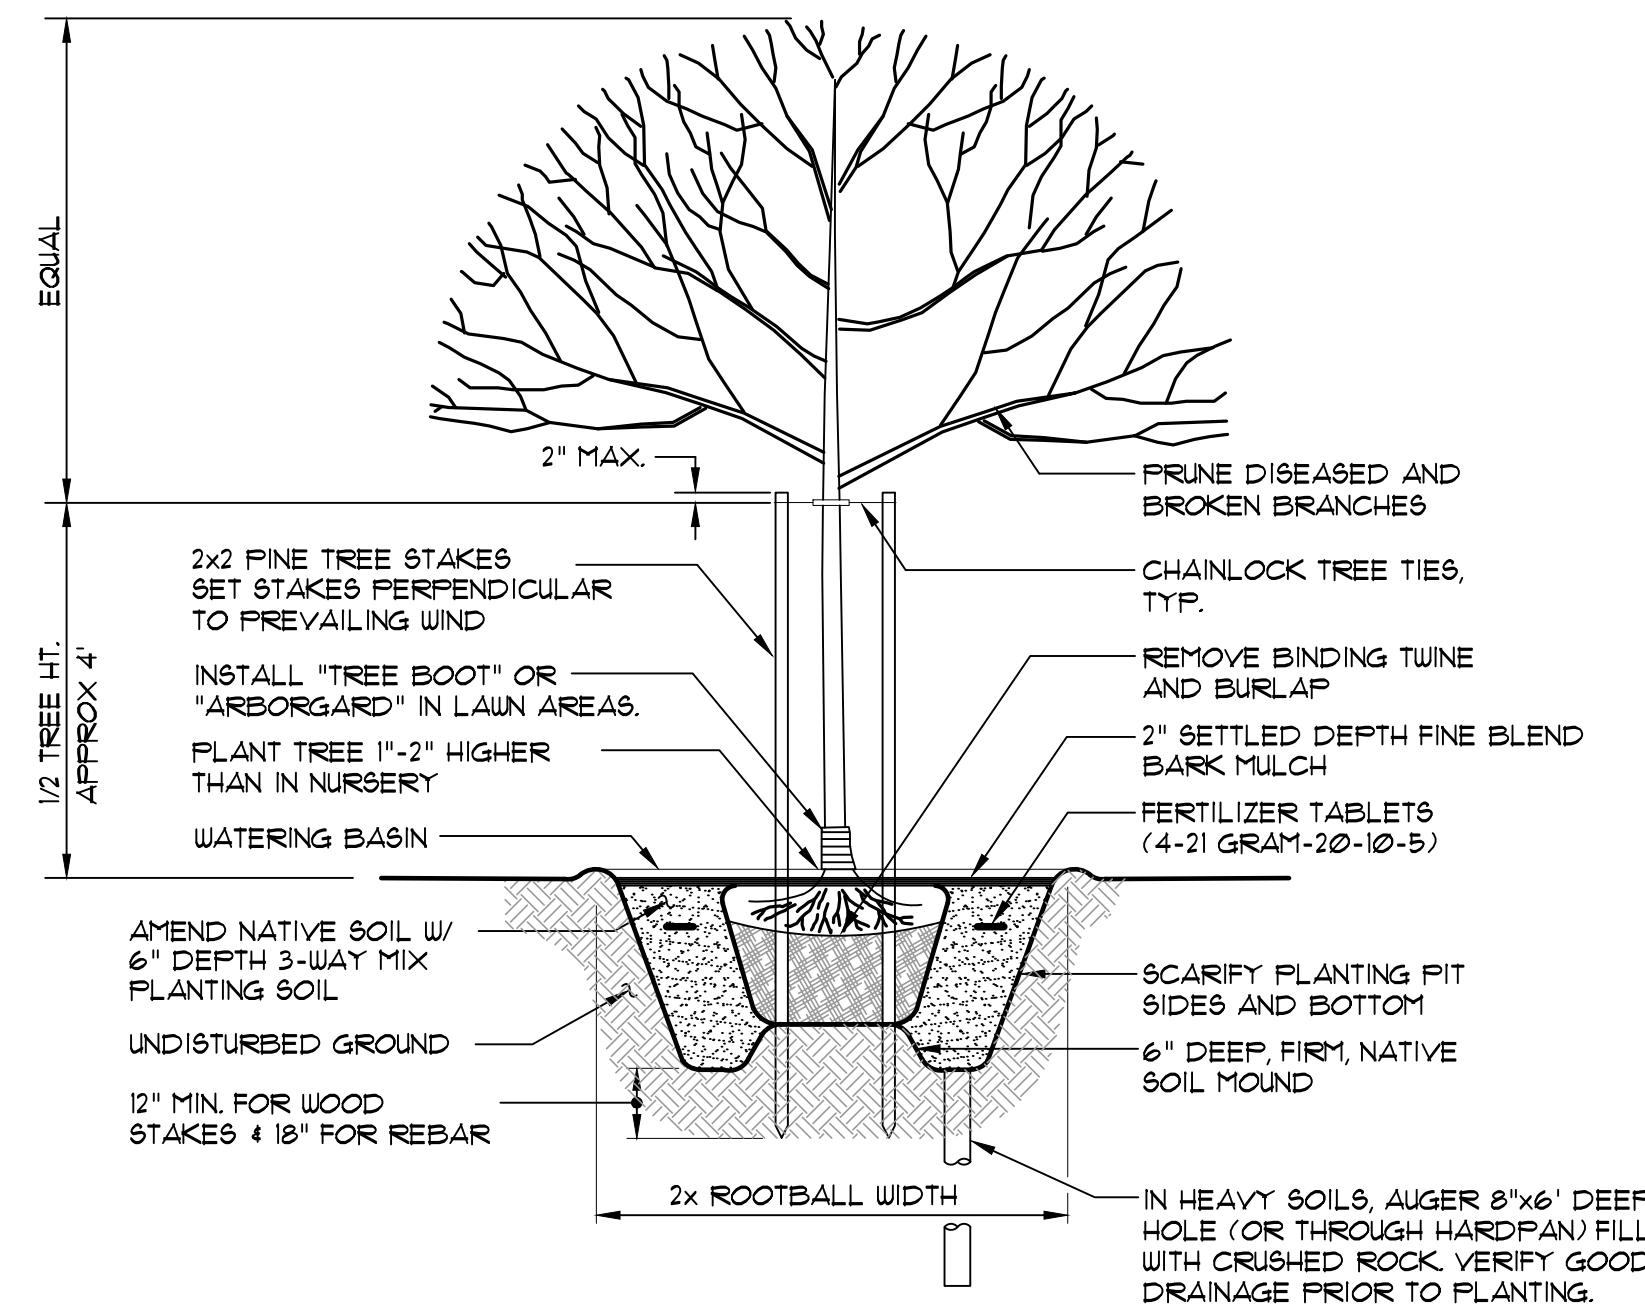 EQUAL
1/2 TREE HT.
APPROX 4'
2" MAX.
2x2 PINE TREE STAKES
SET STAKES PERPENDICULAR
TO PREVAILING WIND
INSTALL "TREE BOOT" OR
"ARBORGARD" IN LAWN AREAS.
PLANT TREE 1"-2" HIGHER
THAN IN NURSERY
WATERING BASIN
AMEND NATIVE SOIL W/
6" DEPTH 3-WAY MIX
PLANTING SOIL
UNDISTURBED GROUND
12" MIN. FOR WOOD
STAKES & 18" FOR REBAR
2x ROOTBALL WIDTH
PRUNE DISEASED AND
BROKEN BRANCHES
CHAINLOCK TREE TIES,
TYP.
REMOVE BINDING TWINE
AND BURLAP
2" SETTLED DEPTH FINE BLEND
BARK MULCH
FERTILIZER TABLETS
(4-21 GRAM-20-10-5)
SCARIFY PLANTING PIT
SIDES AND BOTTOM
6" DEEP, FIRM, NATIVE
SOIL MOUND
IN HEAVY SOILS, AUGER 8"x6' DEEP
HOLE (OR THROUGH HARDPAN) FILL
WITH CRUSHED ROCK. VERIFY GOOD
DRAINAGE PRIOR TO PLANTING.